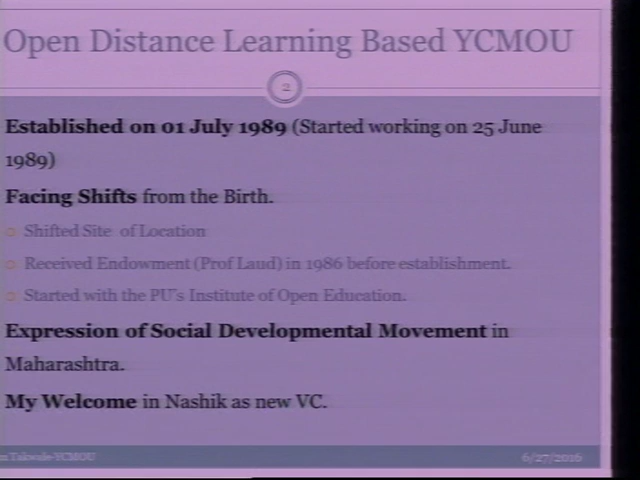 Open Distance Learning Based YCMOU
2
Established on 01 July 1989 (Started working on 25 June
1989)
Facing Shifts from the Birth.
Shifted Site of Location
Received Endowment (Prof Laud) in 1986 before establishment.
Started with the PU's Institute of Open Education.
Expression of Social Developmental Movement in
Maharashtra.
My Welcome in Nashik as new VC.
Takwale-YCMOU
6/27/2016